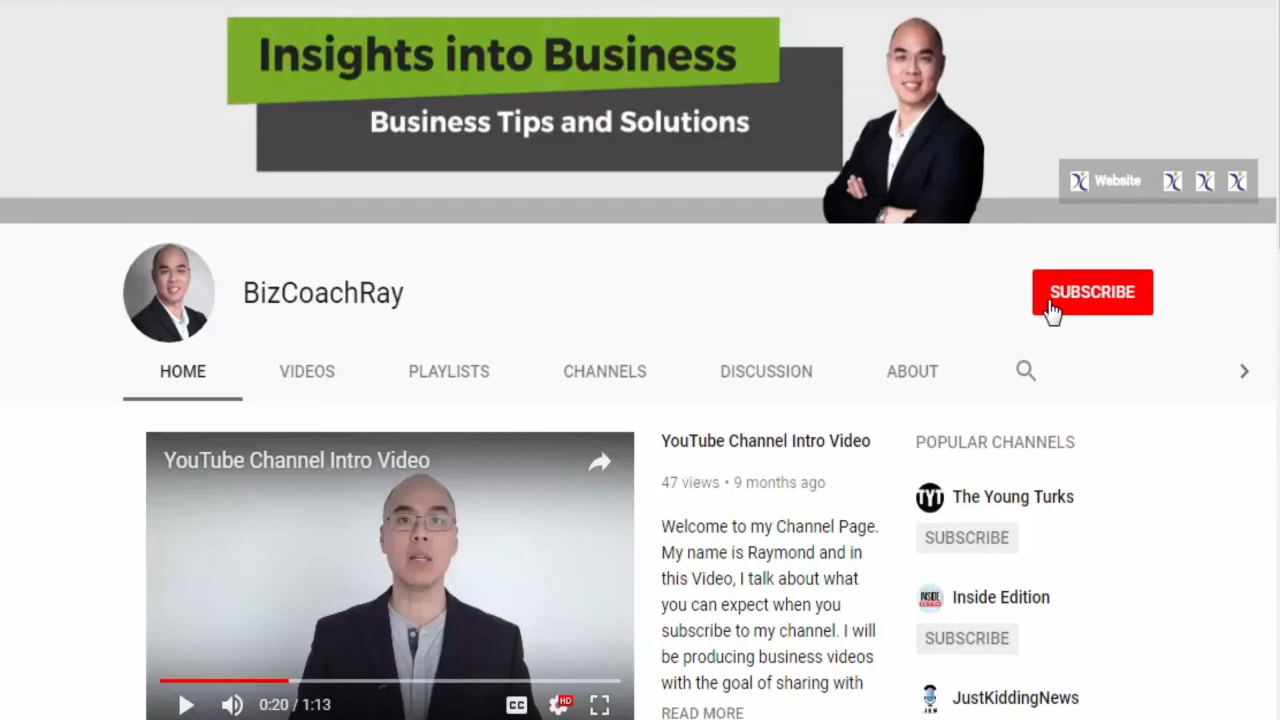 Insights into Business
Business Tips and Solutions
Website
BizCoachRay
SUBSCRIBE
HOME
VIDEOS
PLAYLISTS
CHANNELS
DISCUSSION
ABOUT
YouTube Channel Intro Video
0:20 / 1:13
CC
HD
YouTube Channel Intro Video
47 views • 9 months ago
Welcome to my Channel Page.
My name is Raymond and in
this Video, I talk about what
you can expect when you
subscribe to my channel. I will
be producing business videos
with the goal of sharing with
READ MORE
POPULAR CHANNELS
TYT
The Young Turks
SUBSCRIBE
INSIDE
Inside Edition
SUBSCRIBE
JustKiddingNews